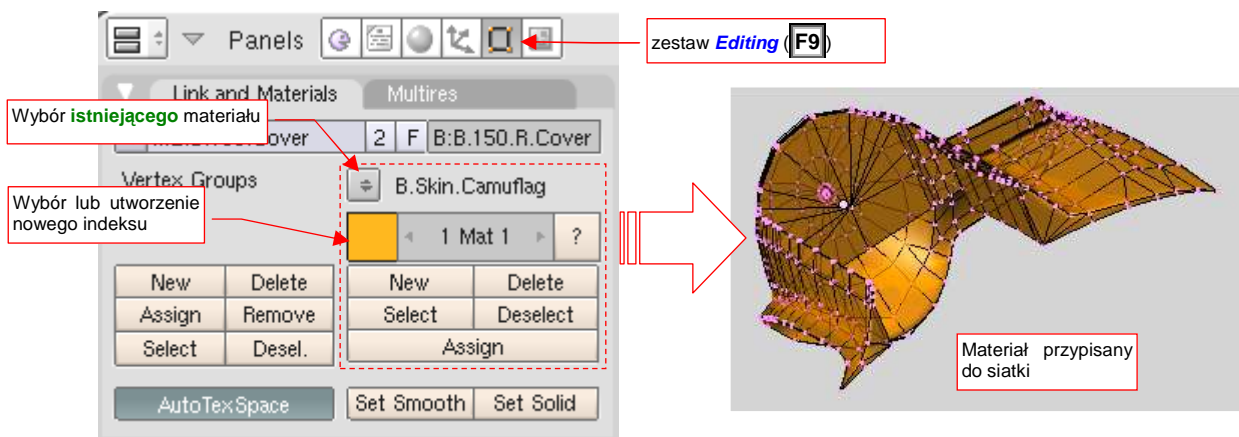 Panels
zestaw Editing (F9)
Link and Materials Multires
Wybór istniejącego materiału
over 2 F B:B.150.R.Cover
Vertex Groups
B.Skin.Camuflag
Wybór lub utworzenie
nowego indeksu
1 Mat 1 ?
New Delete New Delete
Assign Remove Select Deselect
Select Desel. Assign
AutoTexSpace Set Smooth Set Solid
Materiał przypisany
do siatki